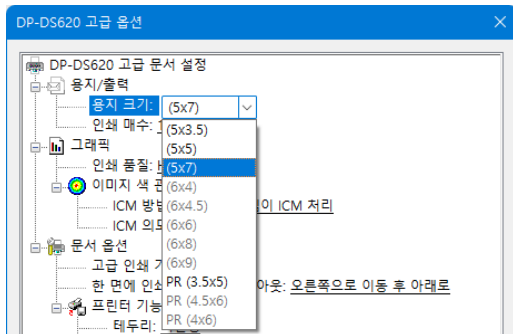 DP-DS620 고급 옵션
DP-DS620 고급 문서 설정
용지/출력
용지 크기: (5x7)
인쇄 매수:
(5x3.5)
(5x5)
(5x7)
(6x4)
(6x4.5)
(6x6)
(6x8)
(6x9)
PR (3.5x5)
PR (4.5x6)
PR (4x6)
그래픽
인쇄 품질:
이미지 색
ICM 방 ICM 처리
ICM
문서 옵션
고급 인쇄
한 면에 인쇄 아웃: 오른쪽으로 이동 후 아래로
프린터 기능
테두리: